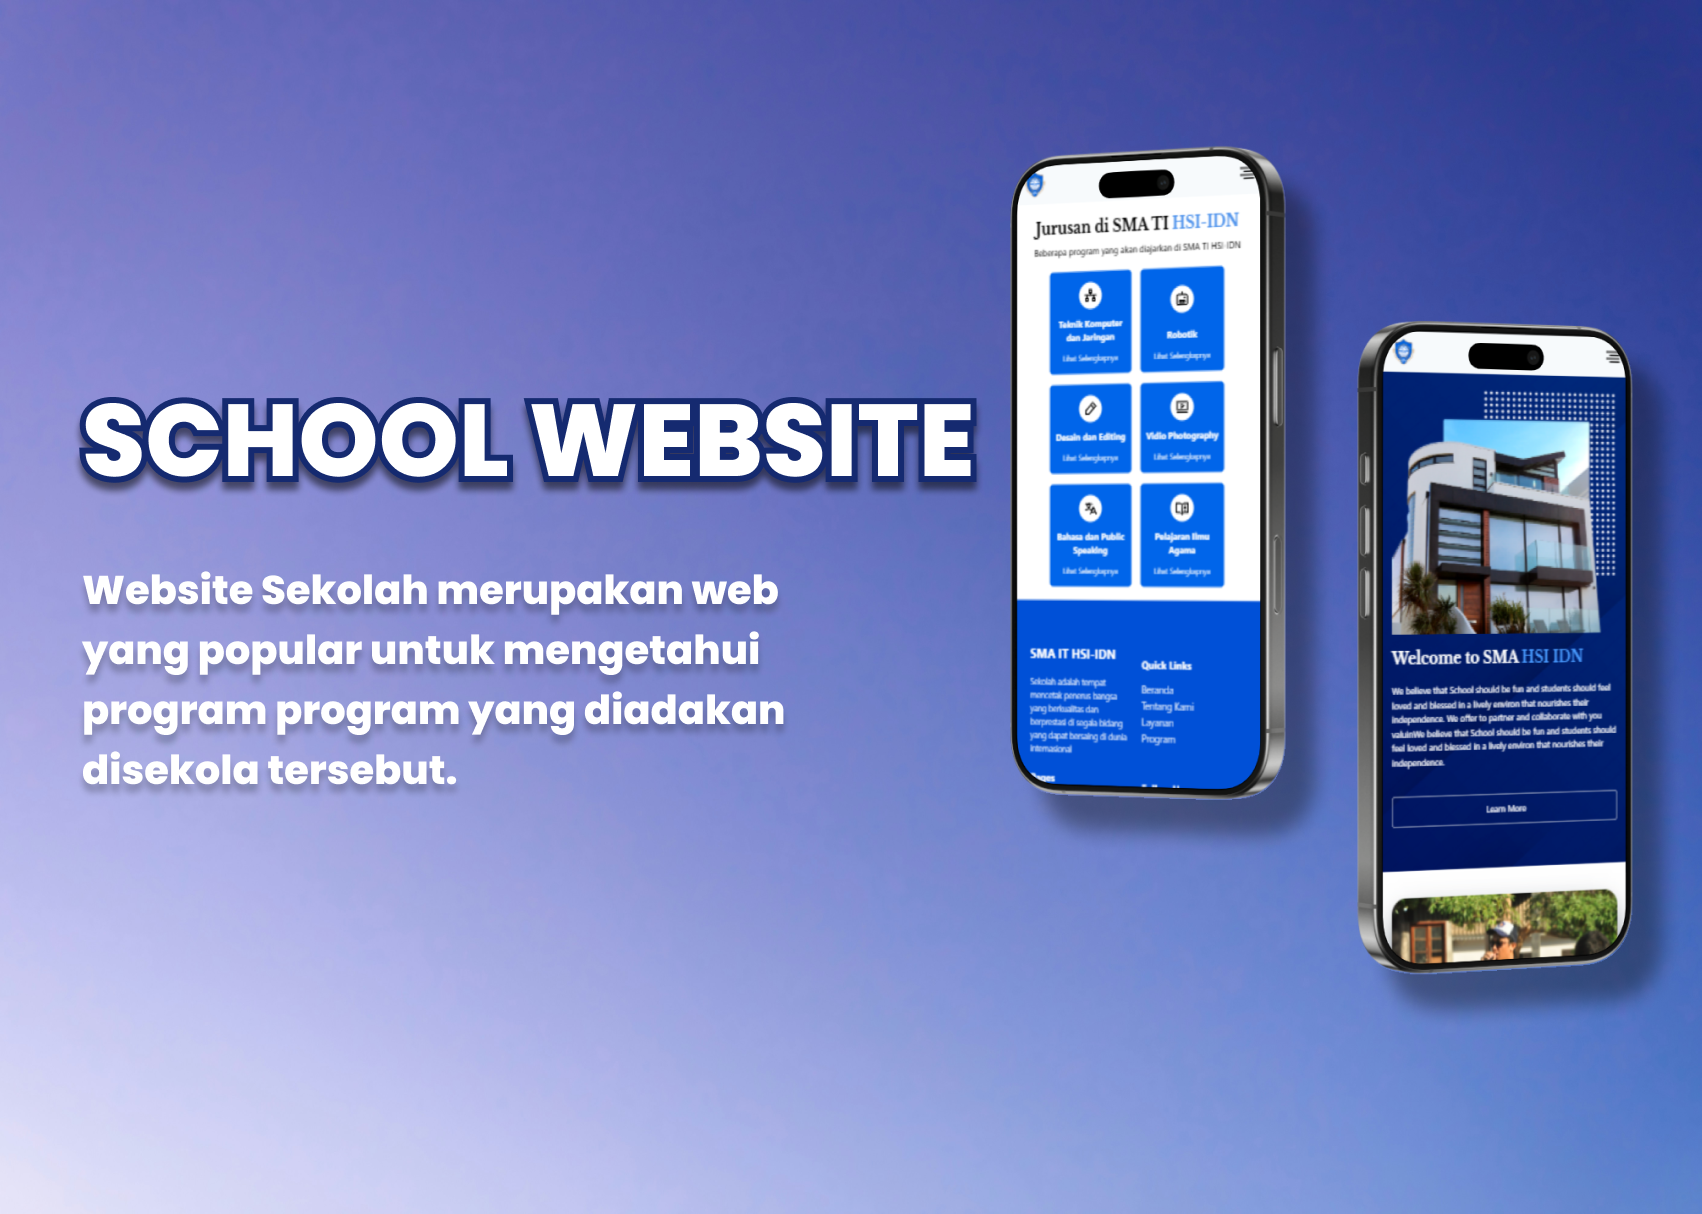 SCHOOL WEBSITE
Website Sekolah merupakan web
yang popular untuk mengetahui
program program yang diadakan
disekola tersebut.
Jurusan di SMA TI HSI-IDN
Beberapa program yang akan diajarkan di SMA TI HSI IDN
Teknik Komputer
dan Jaringan
Lihat Selengkapnya
Robotik
Lihat Selengkapnya
Desain dan Editing
Lihat Selengkapnya
Vidio Photography
Lihat Selengkapnya
Bahasa dan Public
Speaking
Lihat Selengkapnya
Pelajaran Ilmu
Agama
Lihat Selengkapnya
SMA IT HSI-IDN
Sekolah adalah tempat
mencetak penerus bangsa
yang berkualitas dan
berprestasi di segala bidang
yang dapat bersaing di dunia
Internasional
Quick Links
Beranda
Tentang Kami
Layanan
Program
Welcome to SMA HSI IDN
We believe that School should be fun and students should feel
loved and blessed in a lively environ that nourishes their
independence. We offer to partner and collaborate with you
valuinWe believe that School should be fun and students should
feel loved and blessed in a lively environ that nourishes their
independence.
Learn More